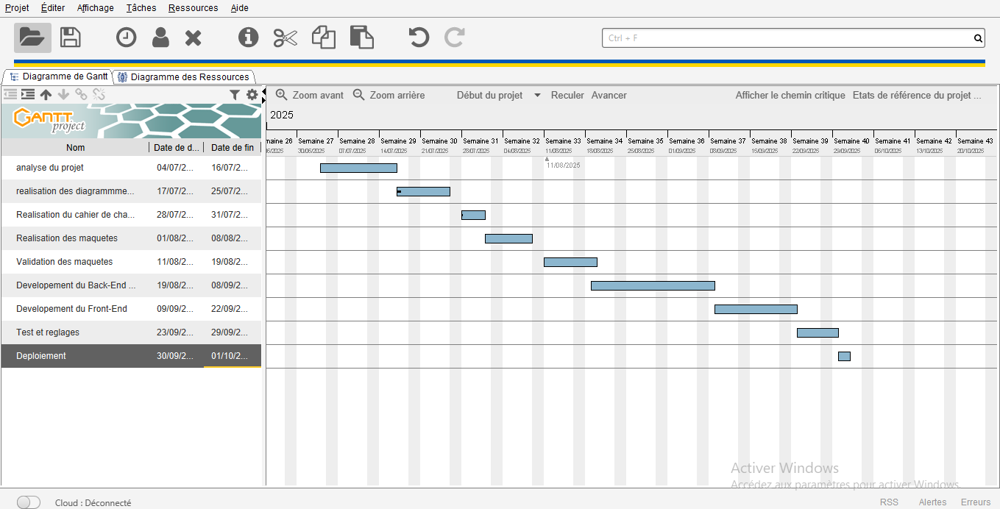 Projet Éditer Affichage Tâches Ressources Aide
Ctrl + F
Diagramme de Gantt Diagramme des Ressources
Zoom avant Zoom arrière Début du projet Reculer Avancer Afficher le chemin critique Etats de référence du projet ...
GANTT project
2025
Nom Date de d... Date de fin
maine 26 Semaine 27 Semaine 28 Semaine 29 Semaine 30 Semaine 31 Semaine 32 Semaine 33 Semaine 34 Semaine 35 Semaine 36 Semaine 37 Semaine 38 Semaine 39 Semaine 40 Semaine 41 Semaine 42 Semaine 43
6/2025 30/06/2025 07/07/2025 14/07/2025 21/07/2025 28/07/2025 04/08/2025 11/08/2025 18/08/2025 25/08/2025 01/09/2025 08/09/2025 15/09/2025 22/09/2025 29/09/2025 06/10/2025 13/10/2025 20/10/2025
11/08/2025
analyse du projet 04/07/2... 16/07/2...
realisation des diagrammme... 17/07/2... 25/07/2...
Realisation du cahier de cha... 28/07/2... 31/07/2...
Realisation des maquetes 01/08/2... 08/08/2...
Validation des maquetes 11/08/2... 19/08/2...
Developement du Back-End ... 19/08/2... 08/09/2...
Developement du Front-End 09/09/2... 22/09/2...
Test et reglages 23/09/2... 29/09/2...
Deploiement 30/09/2... 01/10/2...
Activer Windows
Accédez aux paramètres pour activer Windows.
Cloud : Déconnecté RSS Alertes Erreurs